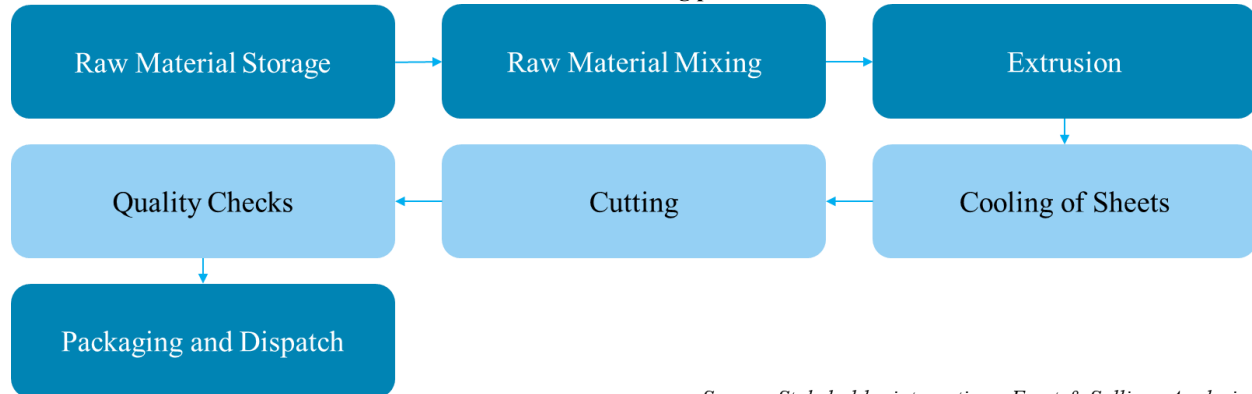 Raw Material Storage
Raw Material Mixing
Extrusion
Cooling of Sheets
Cutting
Quality Checks
Packaging and Dispatch